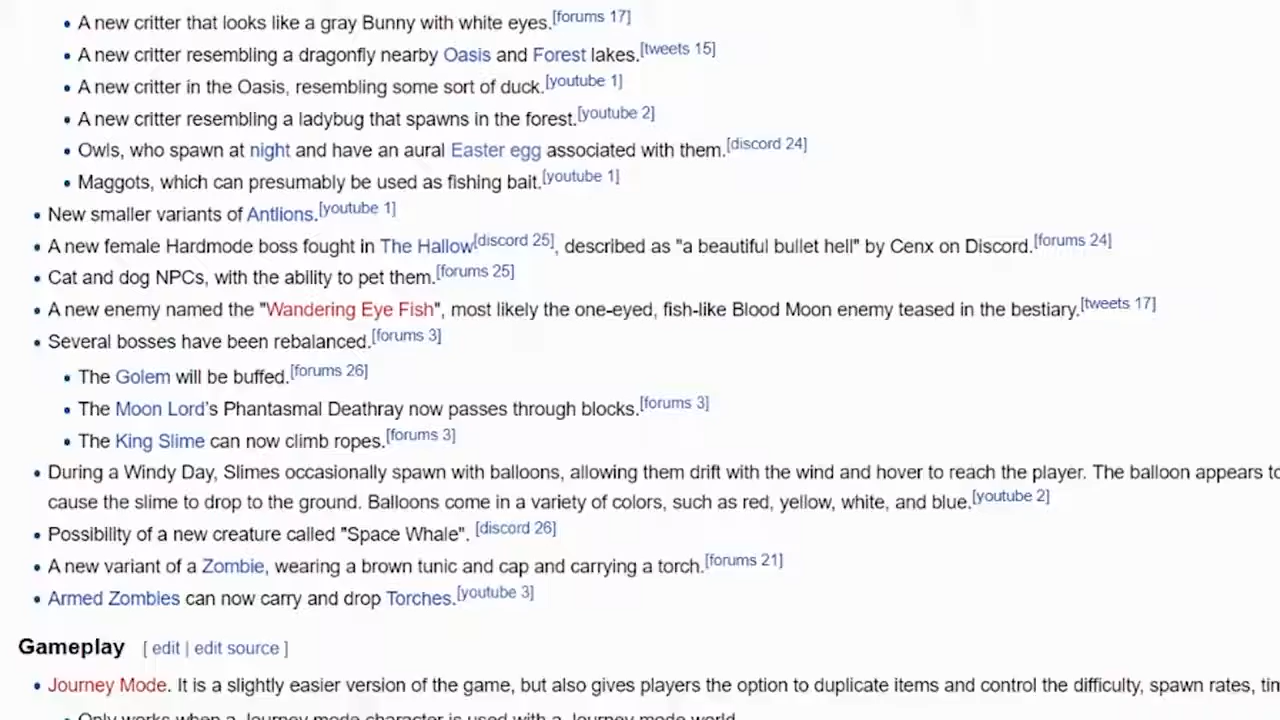 • A new critter that looks like a gray Bunny with white eyes.[forums 17]
• A new critter resembling a dragonfly nearby Oasis and Forest lakes.[tweets 15]
• A new critter in the Oasis, resembling some sort of duck.[youtube 1]
• A new critter resembling a ladybug that spawns in the forest.[youtube 2]
• Owls, who spawn at night and have an aural Easter egg associated with them.[discord 24]
• Maggots, which can presumably be used as fishing bait.[youtube 1]
• New smaller variants of Antlions.[youtube 1]
• A new female Hardmode boss fought in The Hallow[discord 25], described as "a beautiful bullet hell" by Cenx on Discord.[forums 24]
• Cat and dog NPCs, with the ability to pet them.[forums 25]
• A new enemy named the "Wandering Eye Fish", most likely the one-eyed, fish-like Blood Moon enemy teased in the bestiary.[tweets 17]
• Several bosses have been rebalanced.[forums 3]
• The Golem will be buffed.[forums 26]
• The Moon Lord's Phantasmal Deathray now passes through blocks.[forums 3]
• The King Slime can now climb ropes.[forums 3]
• During a Windy Day, Slimes occasionally spawn with balloons, allowing them drift with the wind and hover to reach the player. The balloon appears to
cause the slime to drop to the ground. Balloons come in a variety of colors, such as red, yellow, white, and blue.[youtube 2]
• Possibility of a new creature called "Space Whale". [discord 26]
• A new variant of a Zombie, wearing a brown tunic and cap and carrying a torch.[forums 21]
• Armed Zombies can now carry and drop Torches.[youtube 3]
Gameplay [ edit | edit source ]
• Journey Mode. It is a slightly easier version of the game, but also gives players the option to duplicate items and control the difficulty, spawn rates,
• Only works when a Journey mode character is used with a Journey mode world.